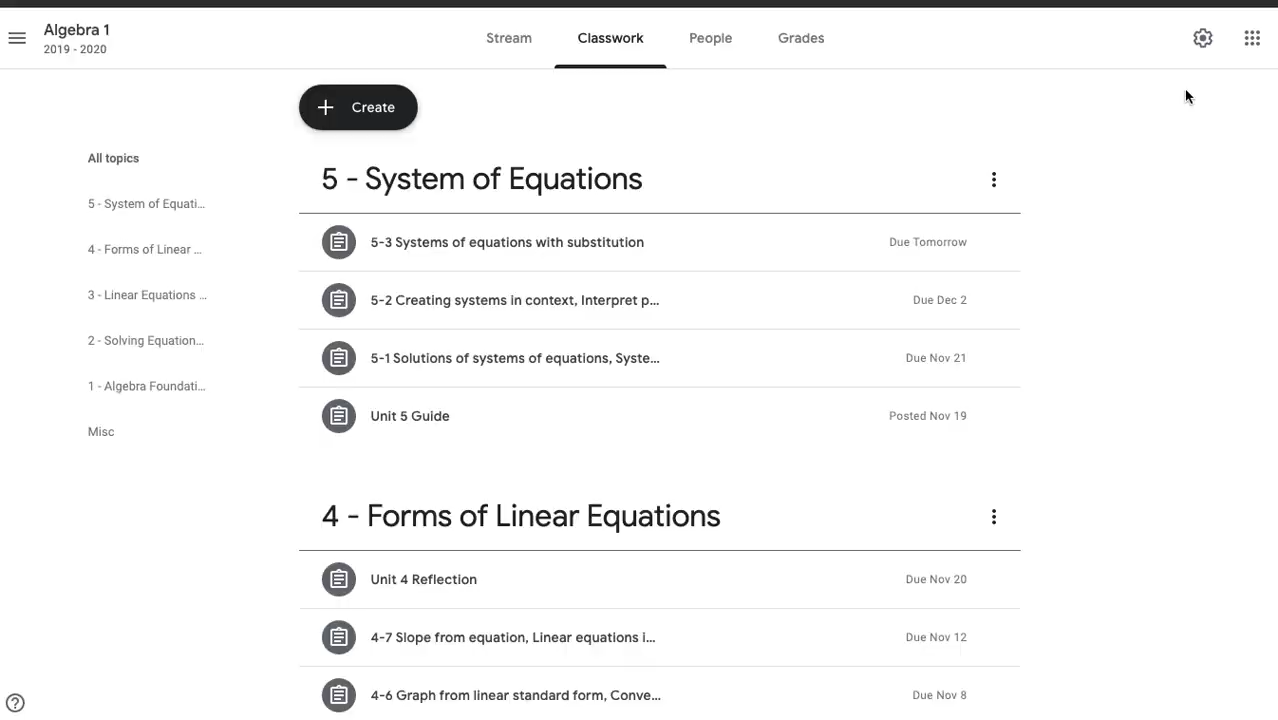 Algebra 1
2019 - 2020
Stream
Classwork
People
Grades
Create
All topics
5 - System of Equati...
4 - Forms of Linear ...
3 - Linear Equations ...
2 - Solving Equation...
1 - Algebra Foundati...
Misc
5 - System of Equations
5-3 Systems of equations with substitution
Due Tomorrow
5-2 Creating systems in context, Interpret p...
Due Dec 2
5-1 Solutions of systems of equations, Syste...
Due Nov 21
Unit 5 Guide
Posted Nov 19
4 - Forms of Linear Equations
Unit 4 Reflection
Due Nov 20
4-7 Slope from equation, Linear equations i...
Due Nov 12
4-6 Graph from linear standard form, Conve...
Due Nov 8